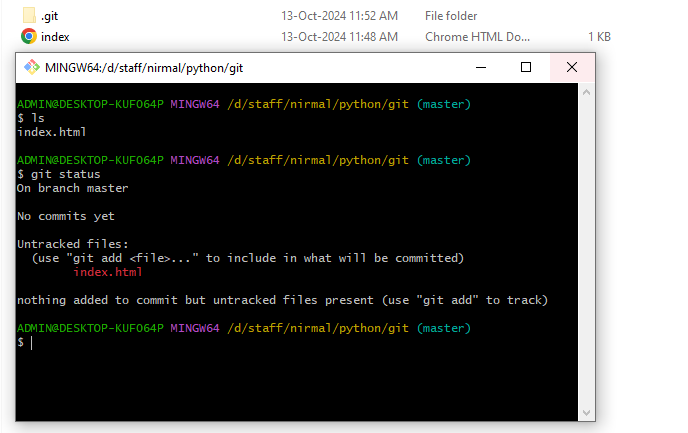 .git 13-Oct-2024 11:52 AM File folder
index 13-Oct-2024 11:48 AM Chrome HTML Do... 1 KB
MINGW64:/d/staff/nirmal/python/git
ADMIN@DESKTOP-KUFO64P MINGW64 /d/staff/nirmal/python/git (master)
$ ls
index.html
ADMIN@DESKTOP-KUFO64P MINGW64 /d/staff/nirmal/python/git (master)
$ git status
On branch master
No commits yet
Untracked files:
(use "git add <file>..." to include in what will be committed)
index.html
nothing added to commit but untracked files present (use "git add" to track)
ADMIN@DESKTOP-KUFO64P MINGW64 /d/staff/nirmal/python/git (master)
$